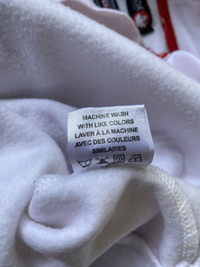 MACHINE WASH
WITH LIKE COLORS
LAVER À LA MACHINE
AVEC DES COULEURS
SIMILAIRES